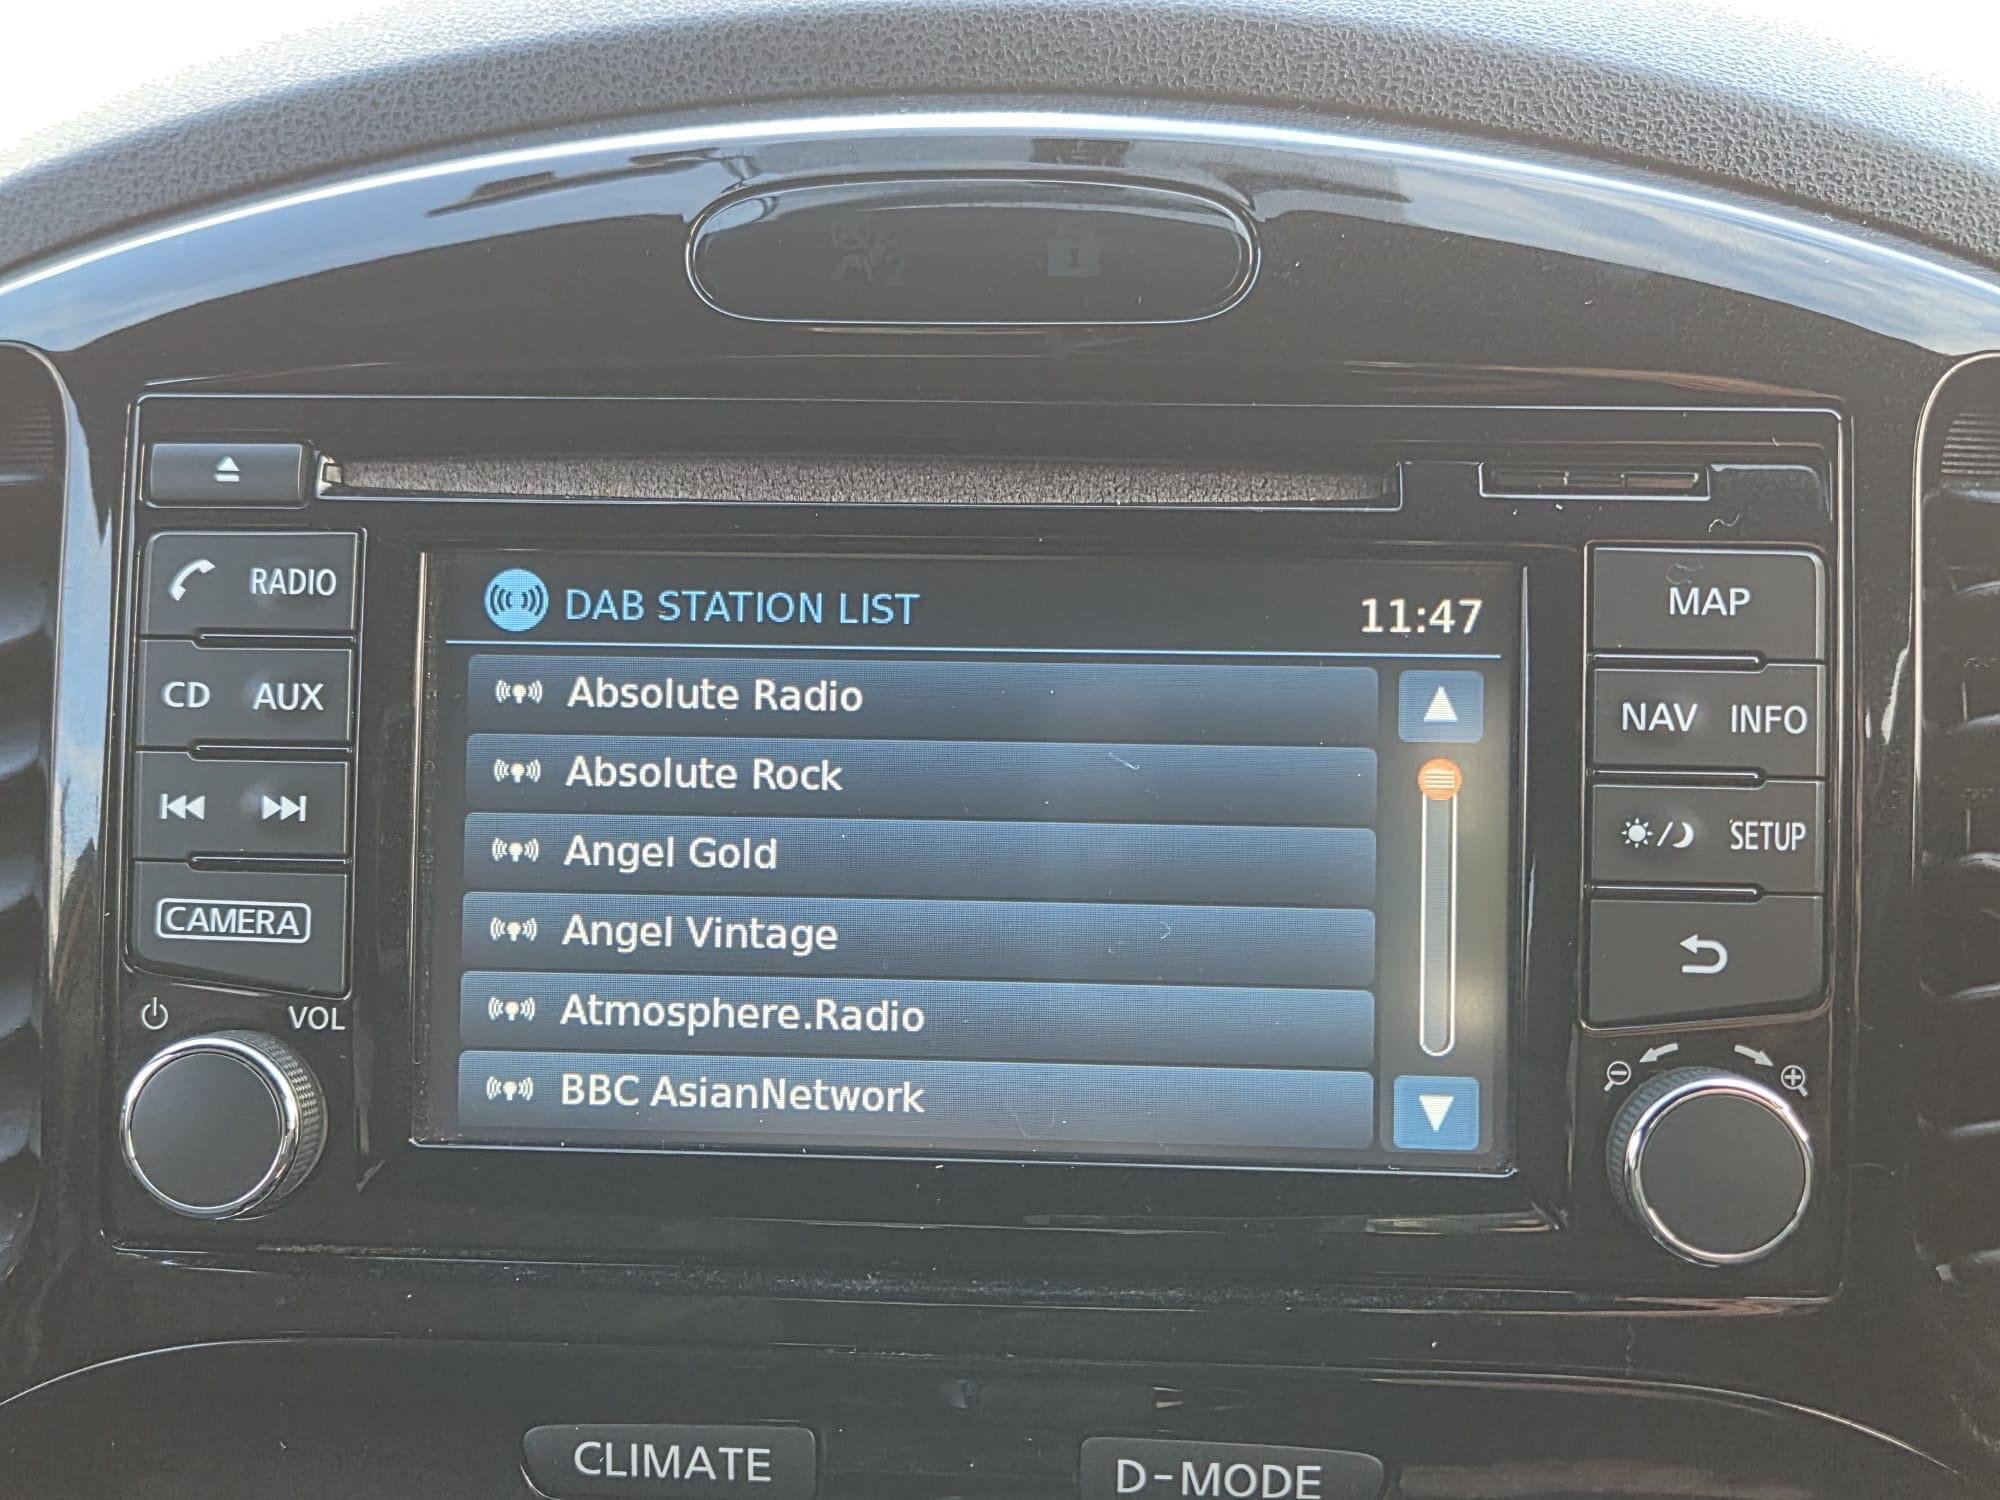 RADIO
CD AUX
CAMERA
VOL
DAB STATION LIST 11:47
Absolute Radio
Absolute Rock
Angel Gold
Angel Vintage
Atmosphere.Radio
BBC AsianNetwork
MAP
NAV INFO
SETUP
CLIMATE
D-MODE